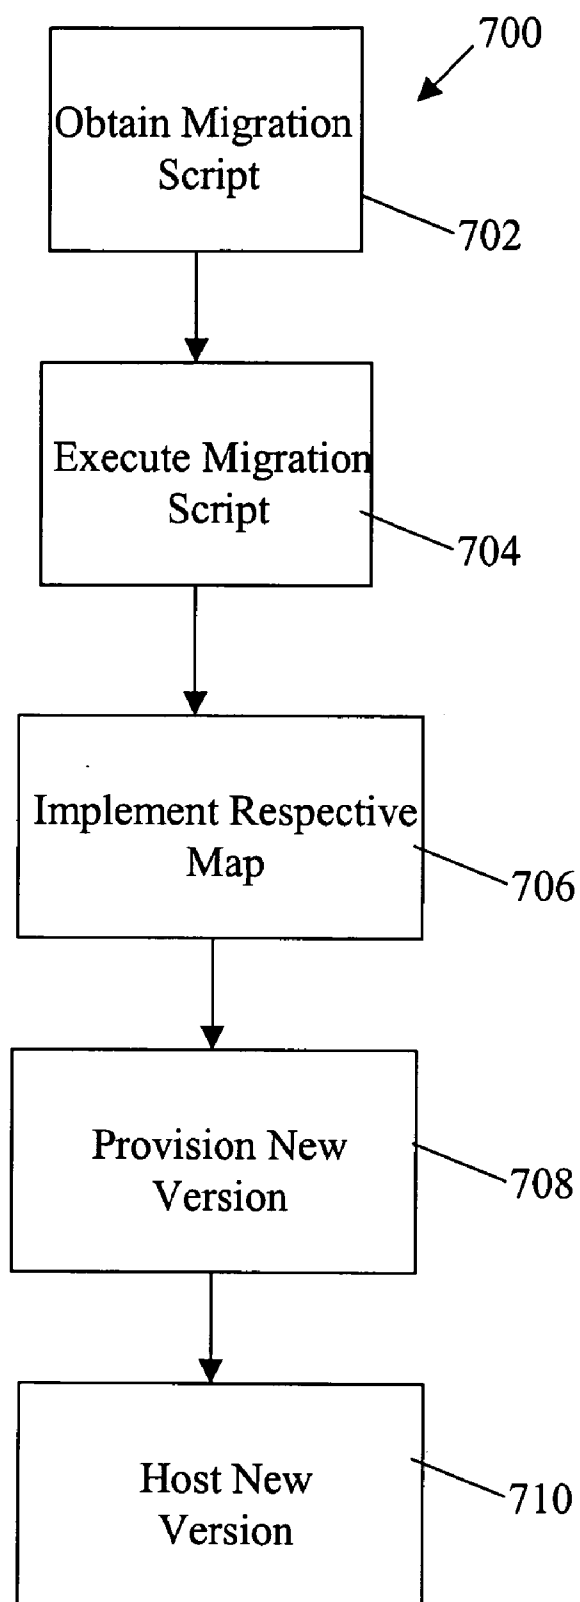 700
Obtain Migration
Script
702
Execute Migration
Script
704
Implement Respective
Map
706
Provision New
Version
708
Host New
Version
710